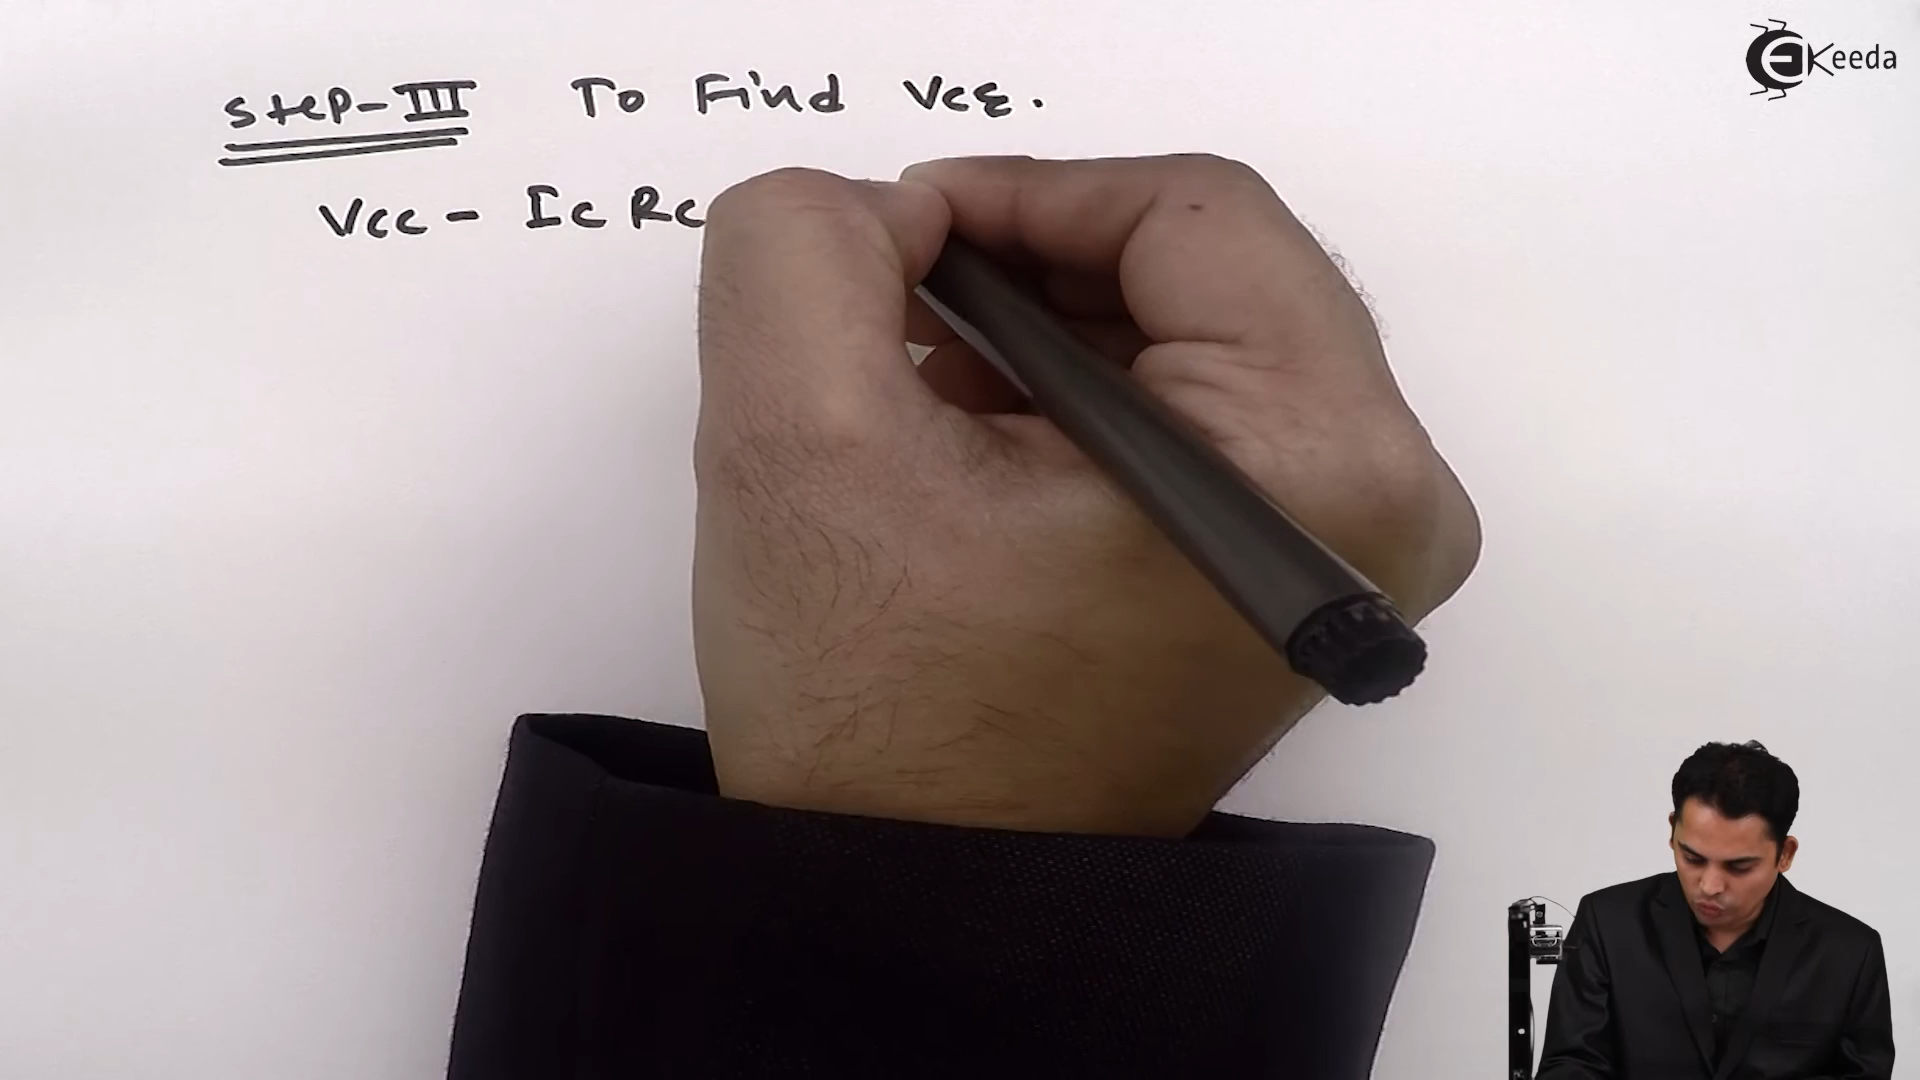 Keeda
Step-III To Find VCE.
VCC - IC RC